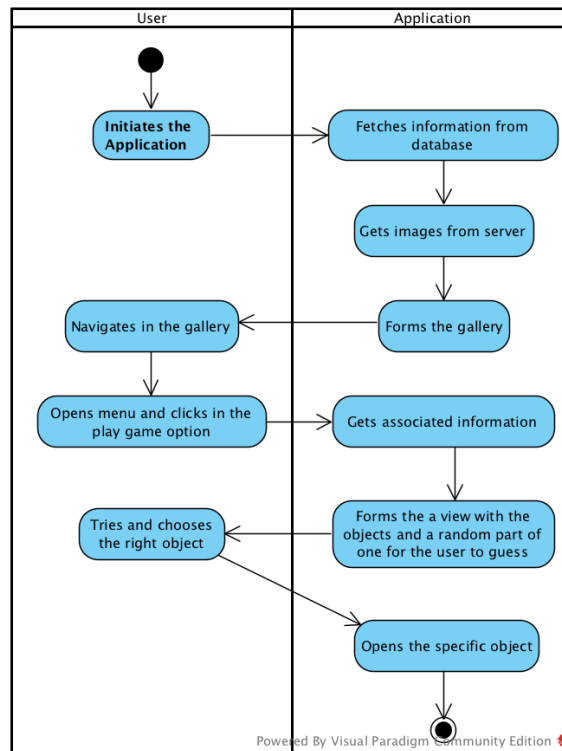 User
Application
Initiates the
Application
Fetches information from
database
Gets images from server
Forms the gallery
Navigates in the gallery
Opens menu and clicks in the
play game option
Gets associated information
Forms the a view with the
objects and a random part of
one for the user to guess
Tries and chooses
the right object
Opens the specific object
Powered By Visual Paradigm Community Edition